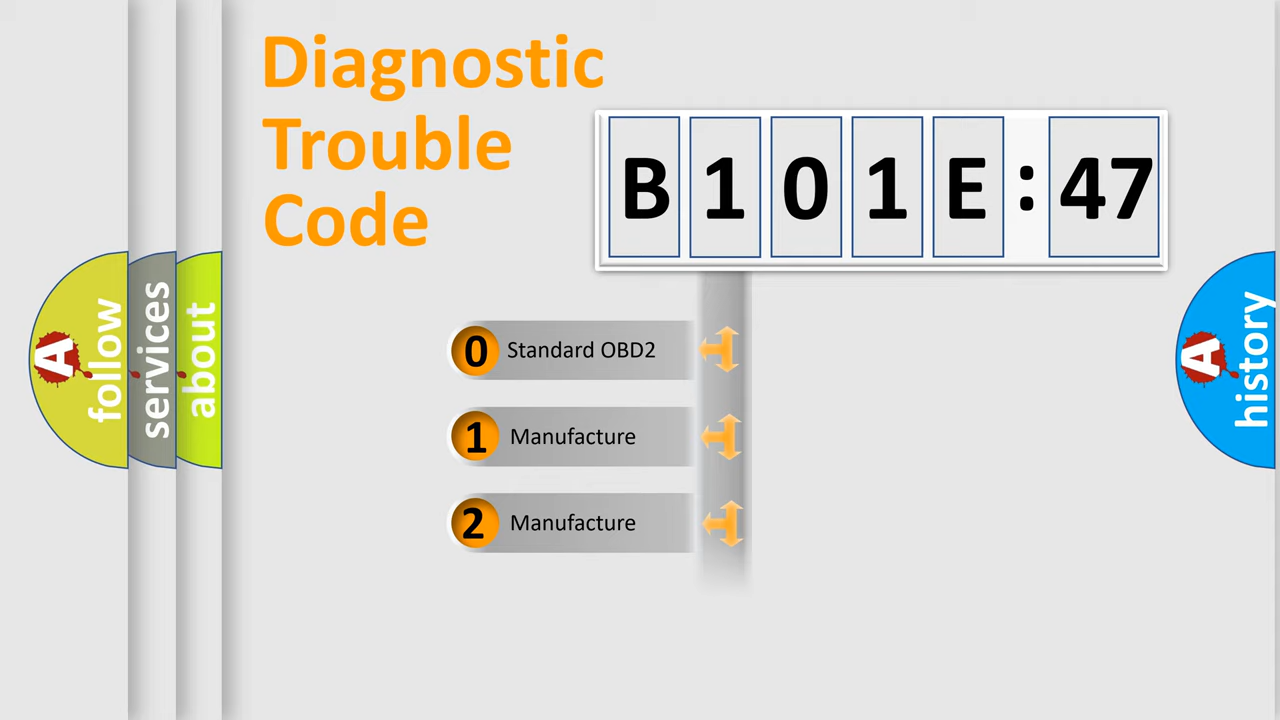 Diagnostic
Trouble
Code
B 1 0 1 E : 47
0 Standard OBD2
1 Manufacture
2 Manufacture
A follow
services
about
A history